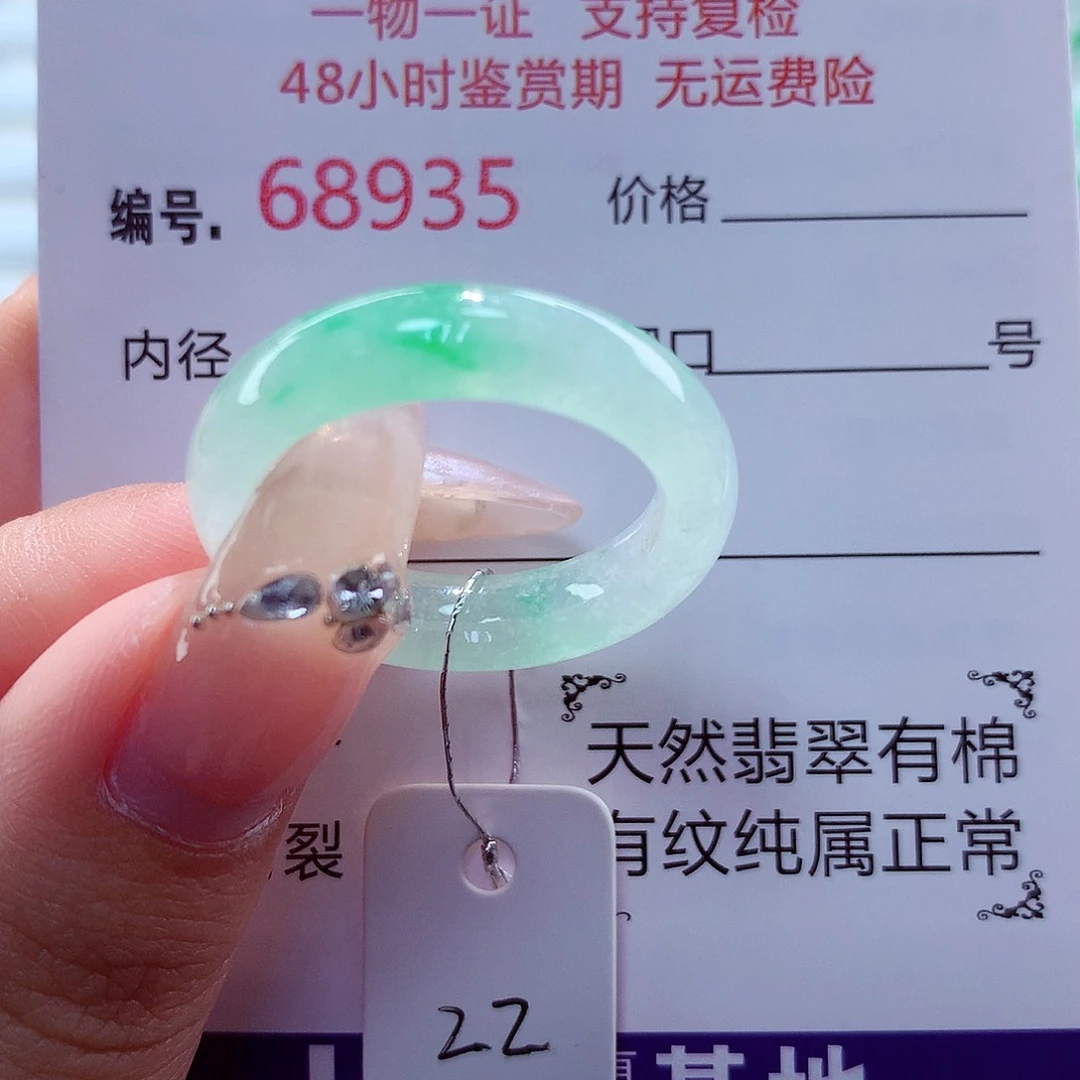 一物一证 支持复检
48小时鉴赏期 无运费险
编号. 68935 价格
内径 口 号
天然翡翠有棉
裂 有纹纯属正常
22
基地